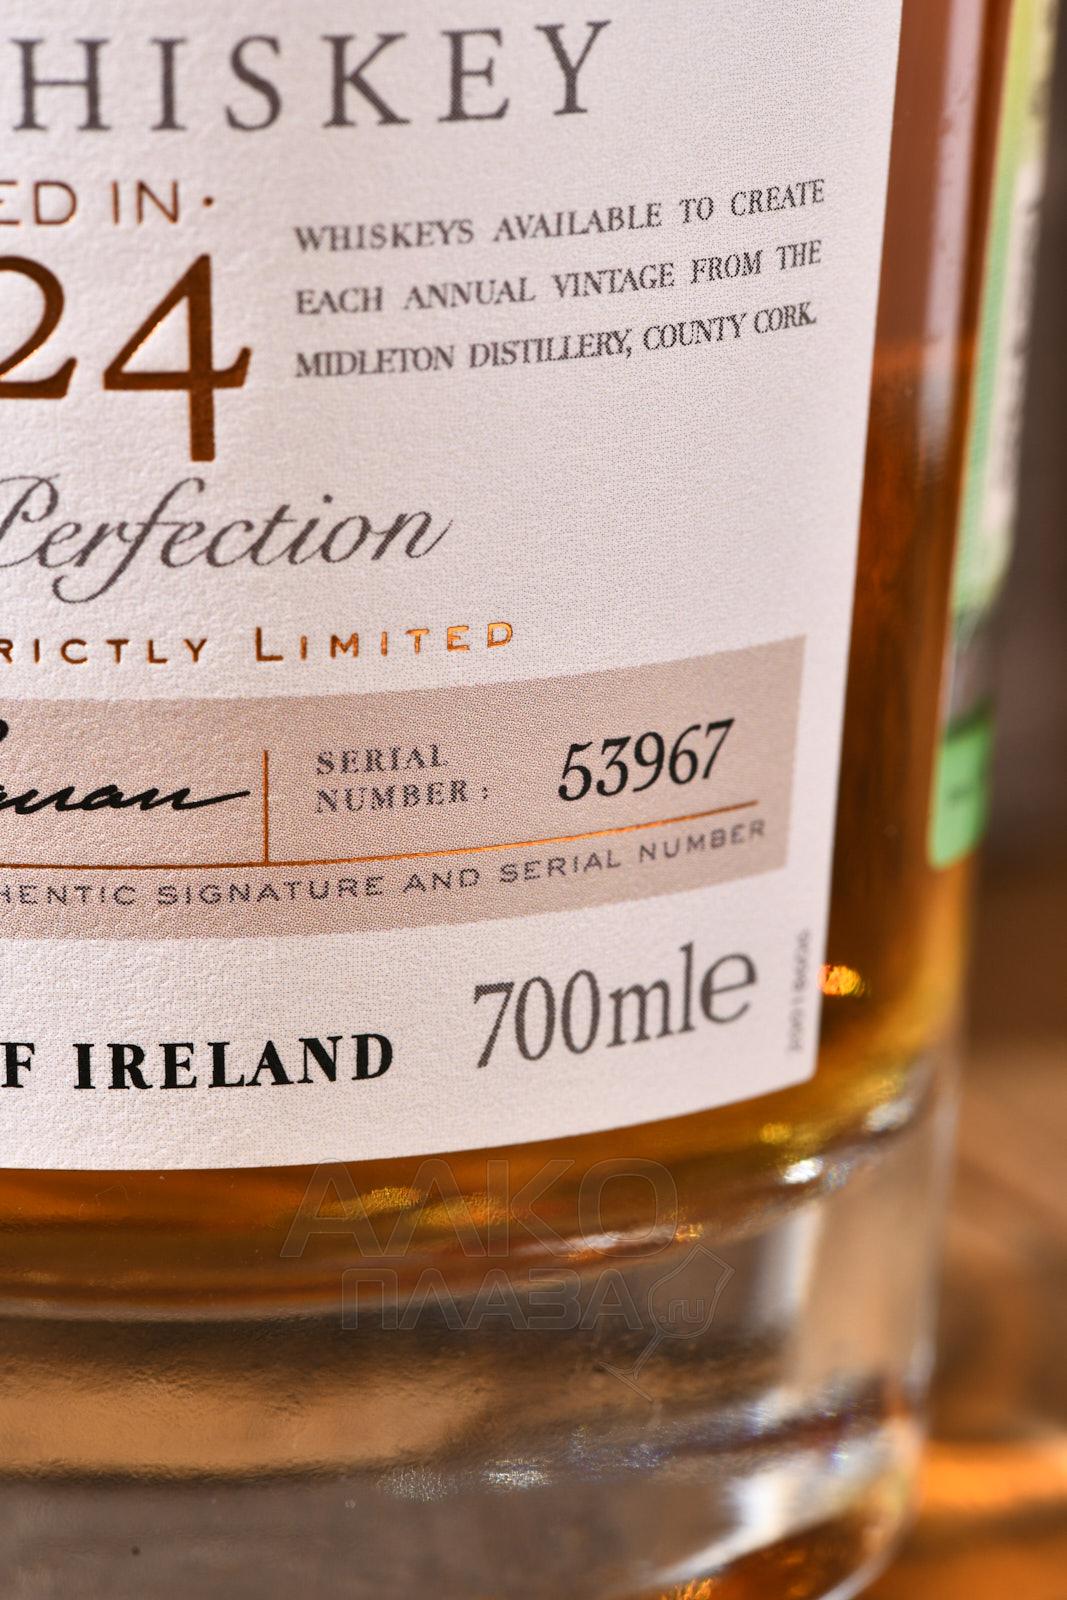 HISKEY
ED IN·
24
WHISKEYS AVAILABLE TO CREATE
EACH ANNUAL VINTAGE FROM THE
MIDLETON DISTILLERY, COUNTY CORK.
Perfection
RICTLY LIMITED
SERIAL
NUMBER:
53967
HENTIC SIGNATURE AND SERIAL NUMBER
F IRELAND
700mle
АЛКО
ПЛАЗА.ru